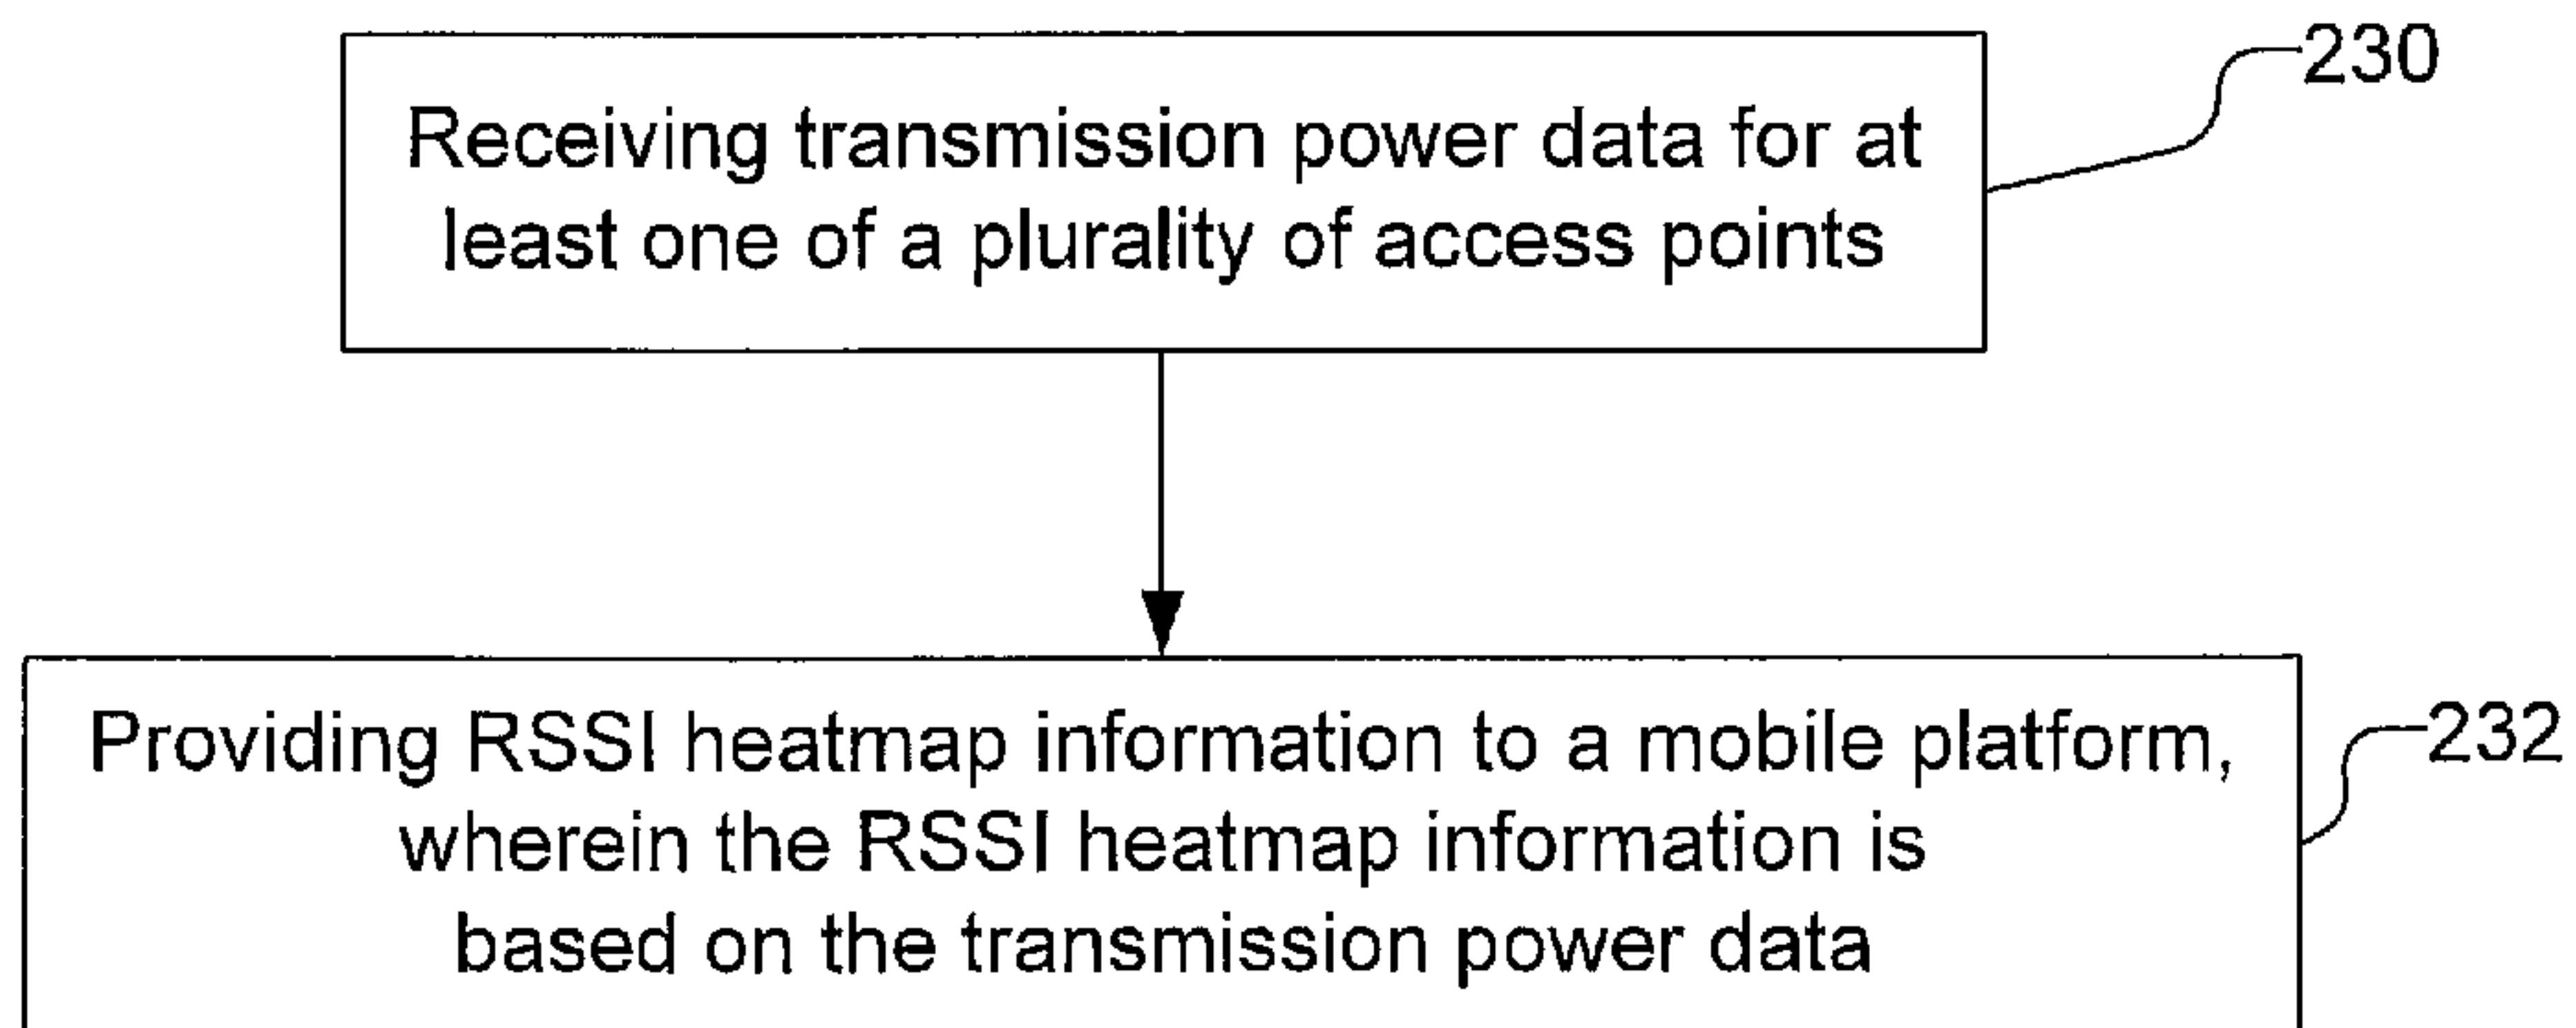 230
Receiving transmission power data for at
least one of a plurality of access points
232
Providing RSSI heatmap information to a mobile platform,
wherein the RSSI heatmap information is
based on the transmission power data